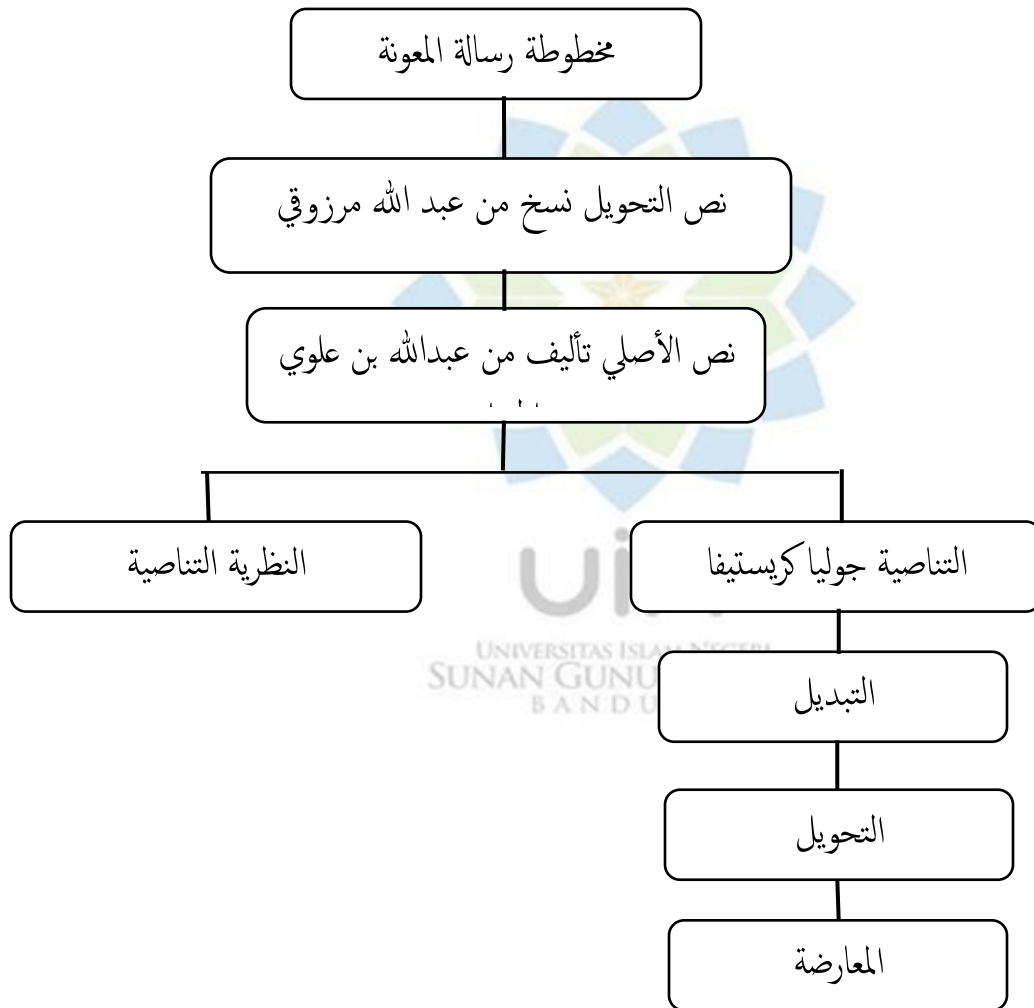 مخطوطة رسالة المعونة
نص التحويل نسخ من عبد الله مرزوقي
نص الأصلي تأليف من عبدالله بن علوي
التناصية جوليا كريستيفا
النظرية التناصية
UNIVERSITAS ISLAM NEGERI
SUNAN GUNU
BANDU
التبديل
التحويل
المعارضة